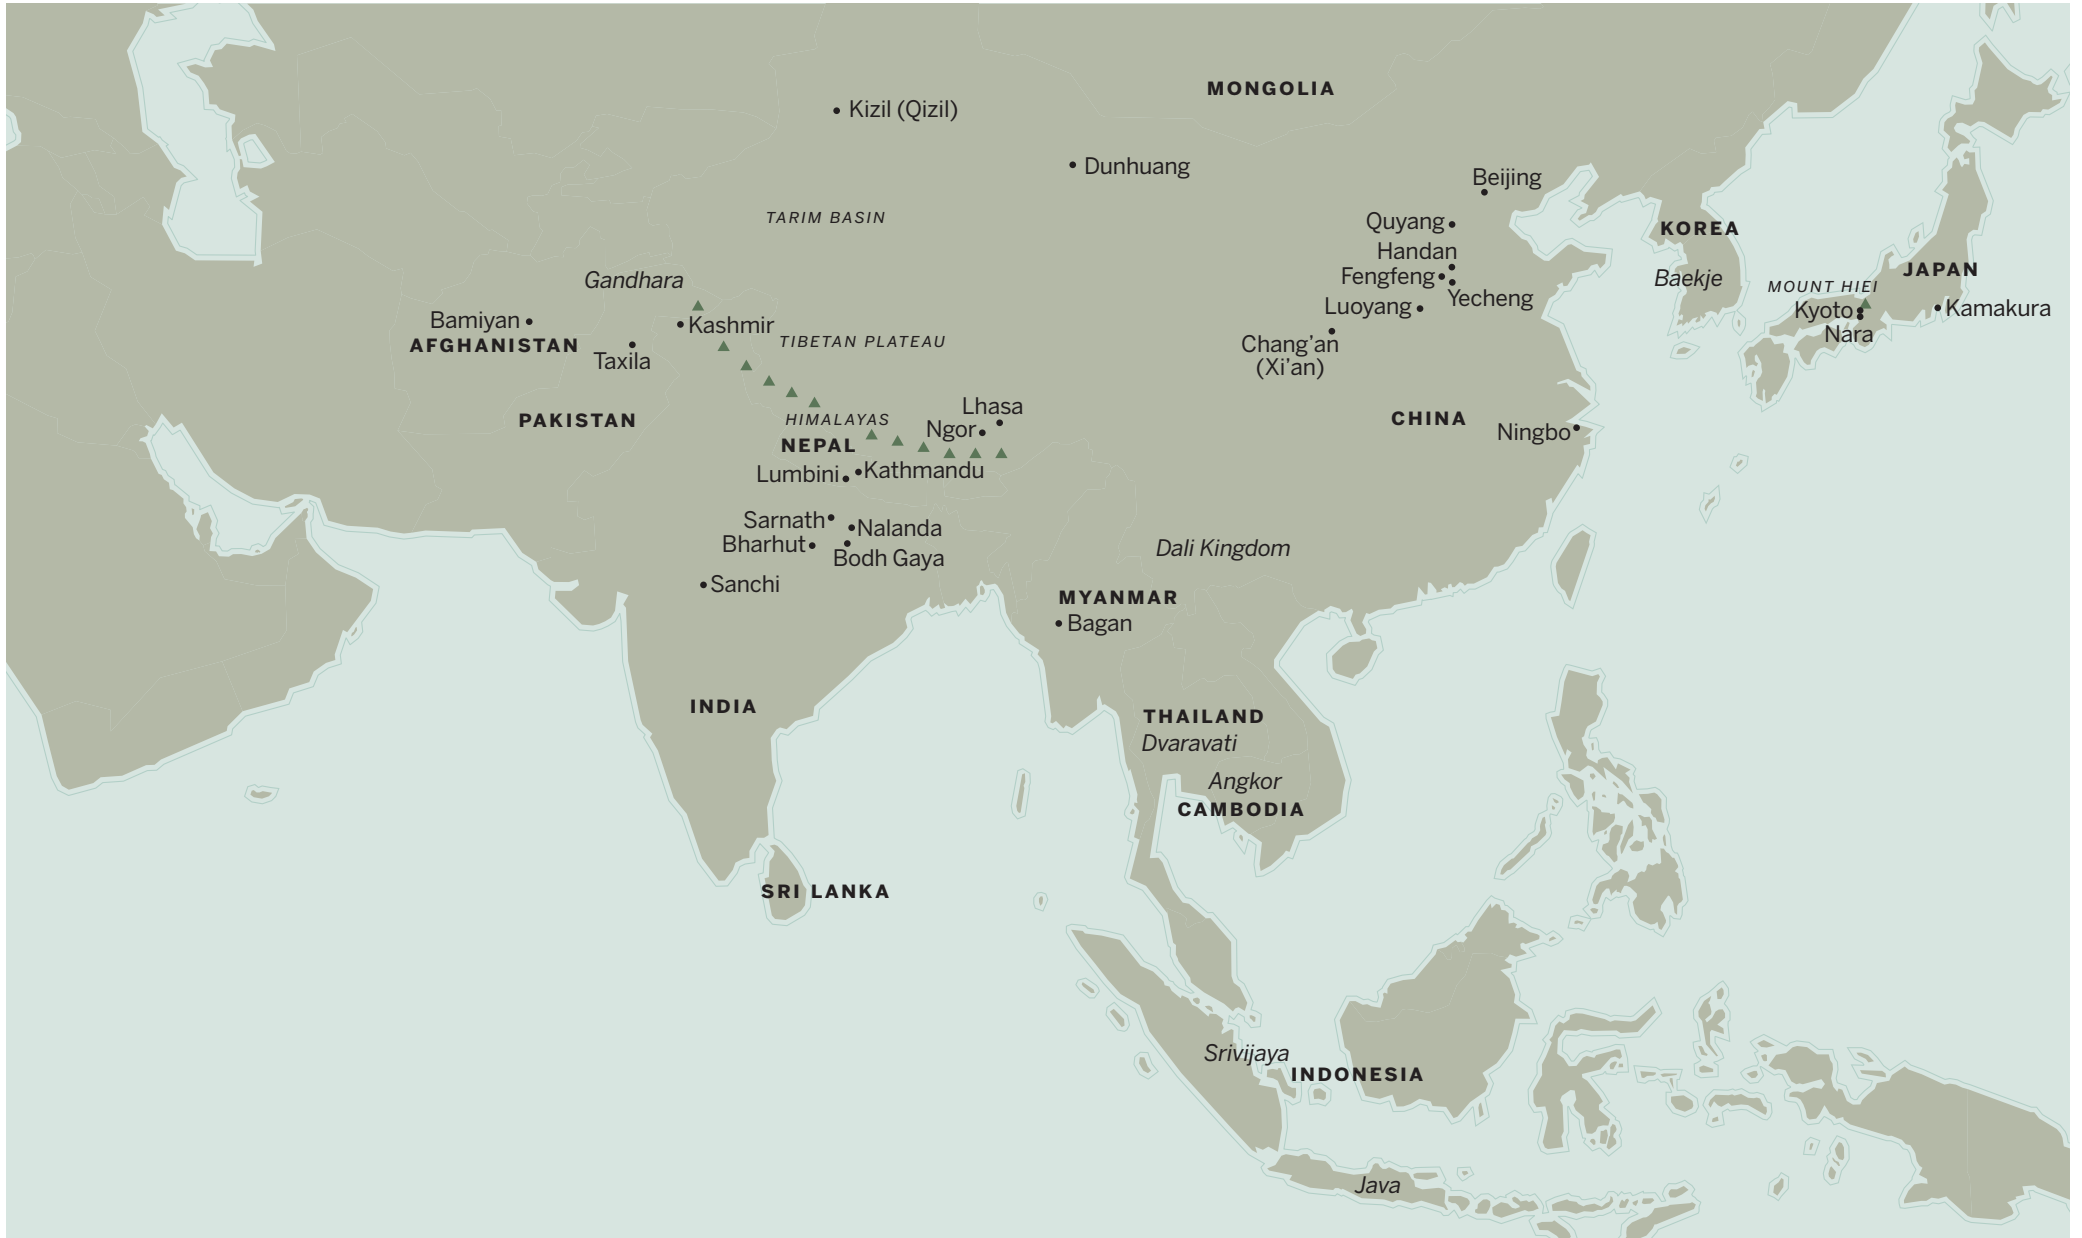 MONGOLIA
Kizil (Qizil)
Dunhuang
Beijing
TARIM BASIN
Quyang
KOREA
Handan
Gandhara
Fengfeng
Baekje
JAPAN
MOUNT HIEI
Yecheng
Luoyang
Kyoto
Kamakura
Bamiyan
Kashmir
Nara
AFGHANISTAN
TIBETAN PLATEAU
Chang’an
(Xi’an)
Taxila
Lhasa
PAKISTAN
HIMALAYAS
CHINA
Ngor
Ningbo
NEPAL
Lumbini
Kathmandu
Sarnath
Nalanda
Bharhut
Bodh Gaya
Dali Kingdom
Sanchi
MYANMAR
Bagan
INDIA
THAILAND
Dvaravati
Angkor
CAMBODIA
SRI LANKA
Srivijaya
INDONESIA
Java